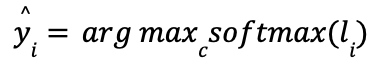 ŷ_i = arg max_c softmax(l_i)